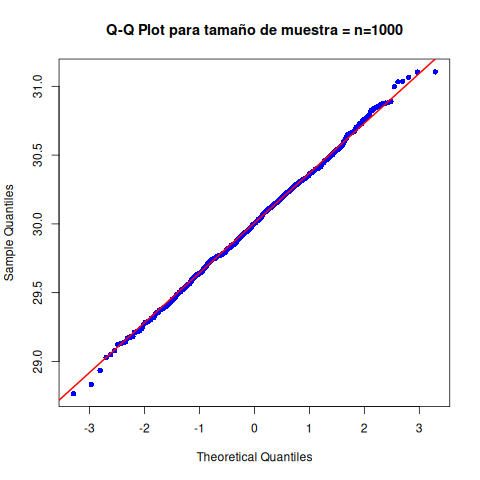 Q-Q Plot para tamaño de muestra = n=1000
Sample Quantiles
31.0
30.5
30.0
29.5
29.0
-3 -2 -1 0 1 2 3
Theoretical Quantiles